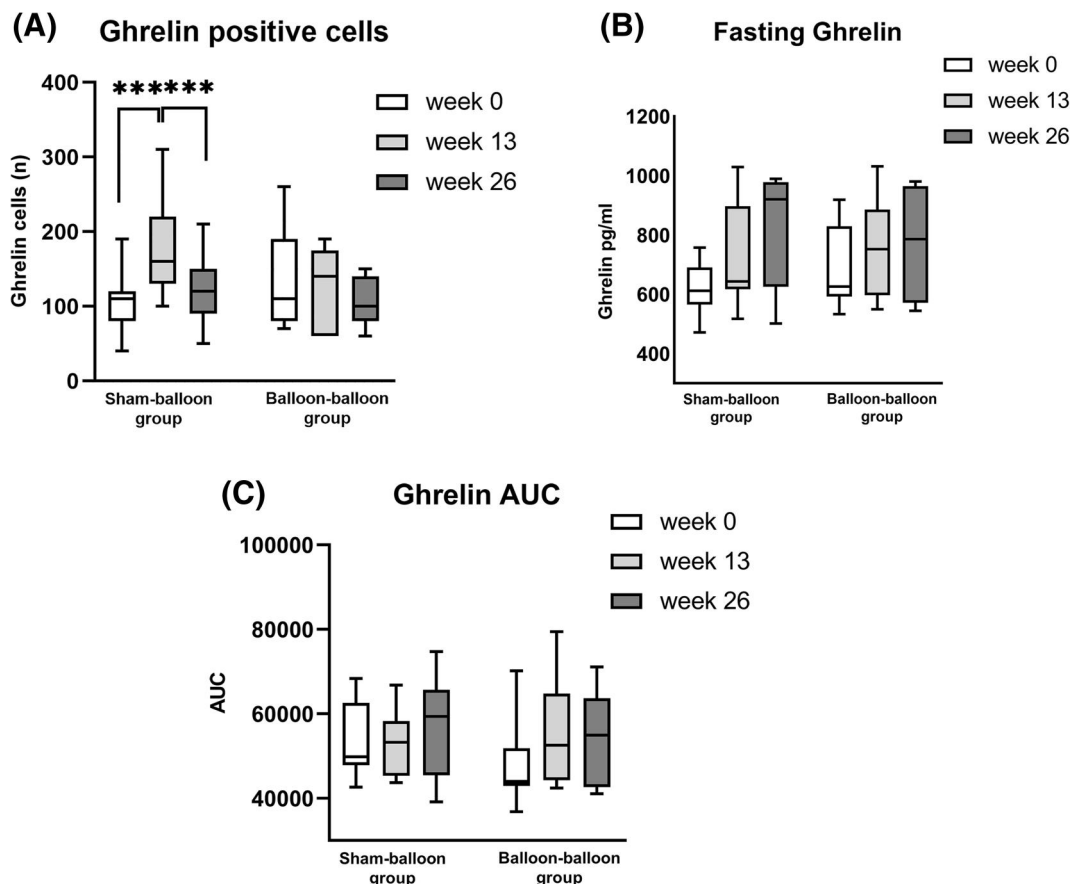 (A) Ghrelin positive cells
400
300
200
100
0
Ghrelin cells (n)
******
week 0
week 13
week 26
Sham-balloon
group
Balloon-balloon
group
(B) Fasting Ghrelin
week 0
week 13
week 26
1200
1000
800
600
400
Ghrelin pg/ml
Sham-balloon
group
Balloon-balloon
group
(C) Ghrelin AUC
week 0
week 13
week 26
100000
80000
60000
40000
AUC
Sham-balloon
group
Balloon-balloon
group